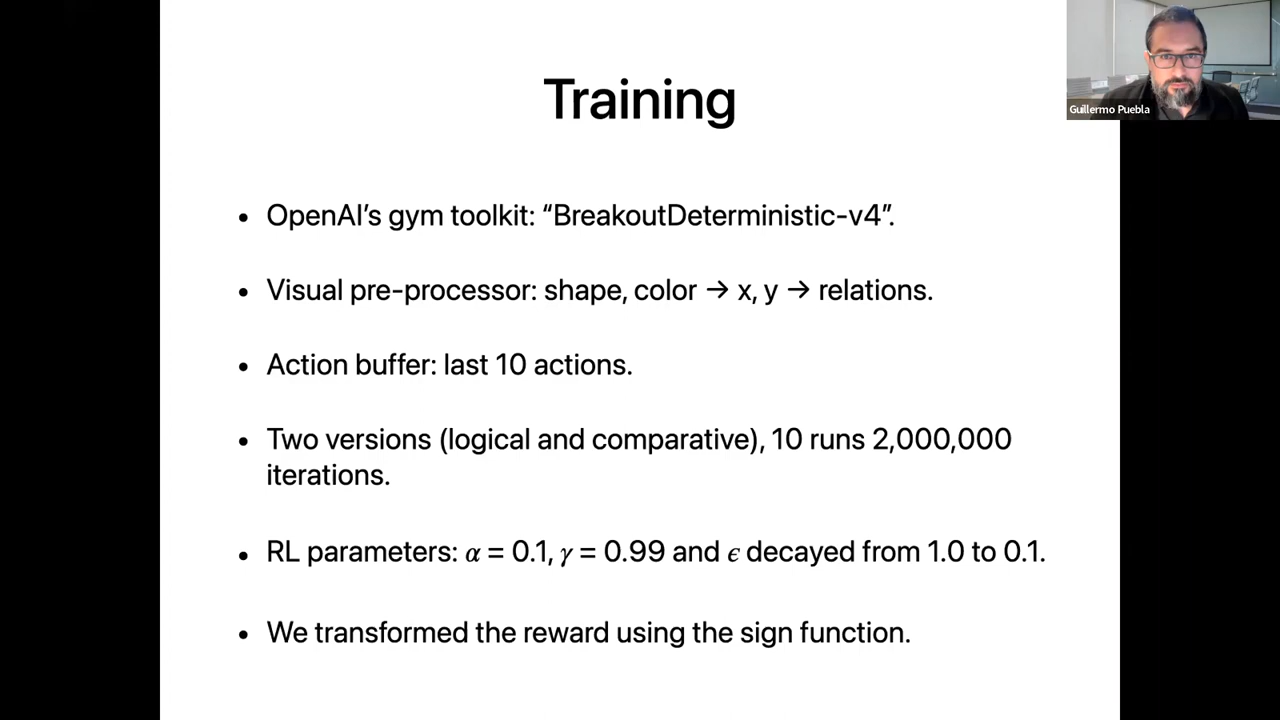 Training
Guillermo Puebla
• OpenAI’s gym toolkit: “BreakoutDeterministic-v4”.
• Visual pre-processor: shape, color → x, y → relations.
• Action buffer: last 10 actions.
• Two versions (logical and comparative), 10 runs 2,000,000
iterations.
• RL parameters: α = 0.1, γ = 0.99 and ϵ decayed from 1.0 to 0.1.
• We transformed the reward using the sign function.